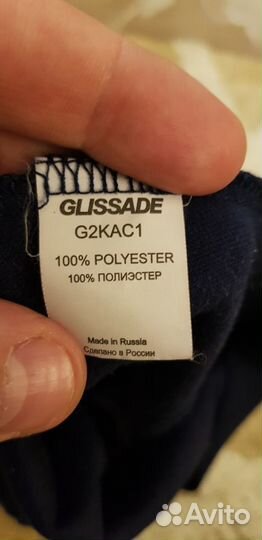 GLISSADE
G2KAC1
100% POLYESTER
100% ПОЛИЭСТЕР
Made in Russia
Сделано в России
Avito